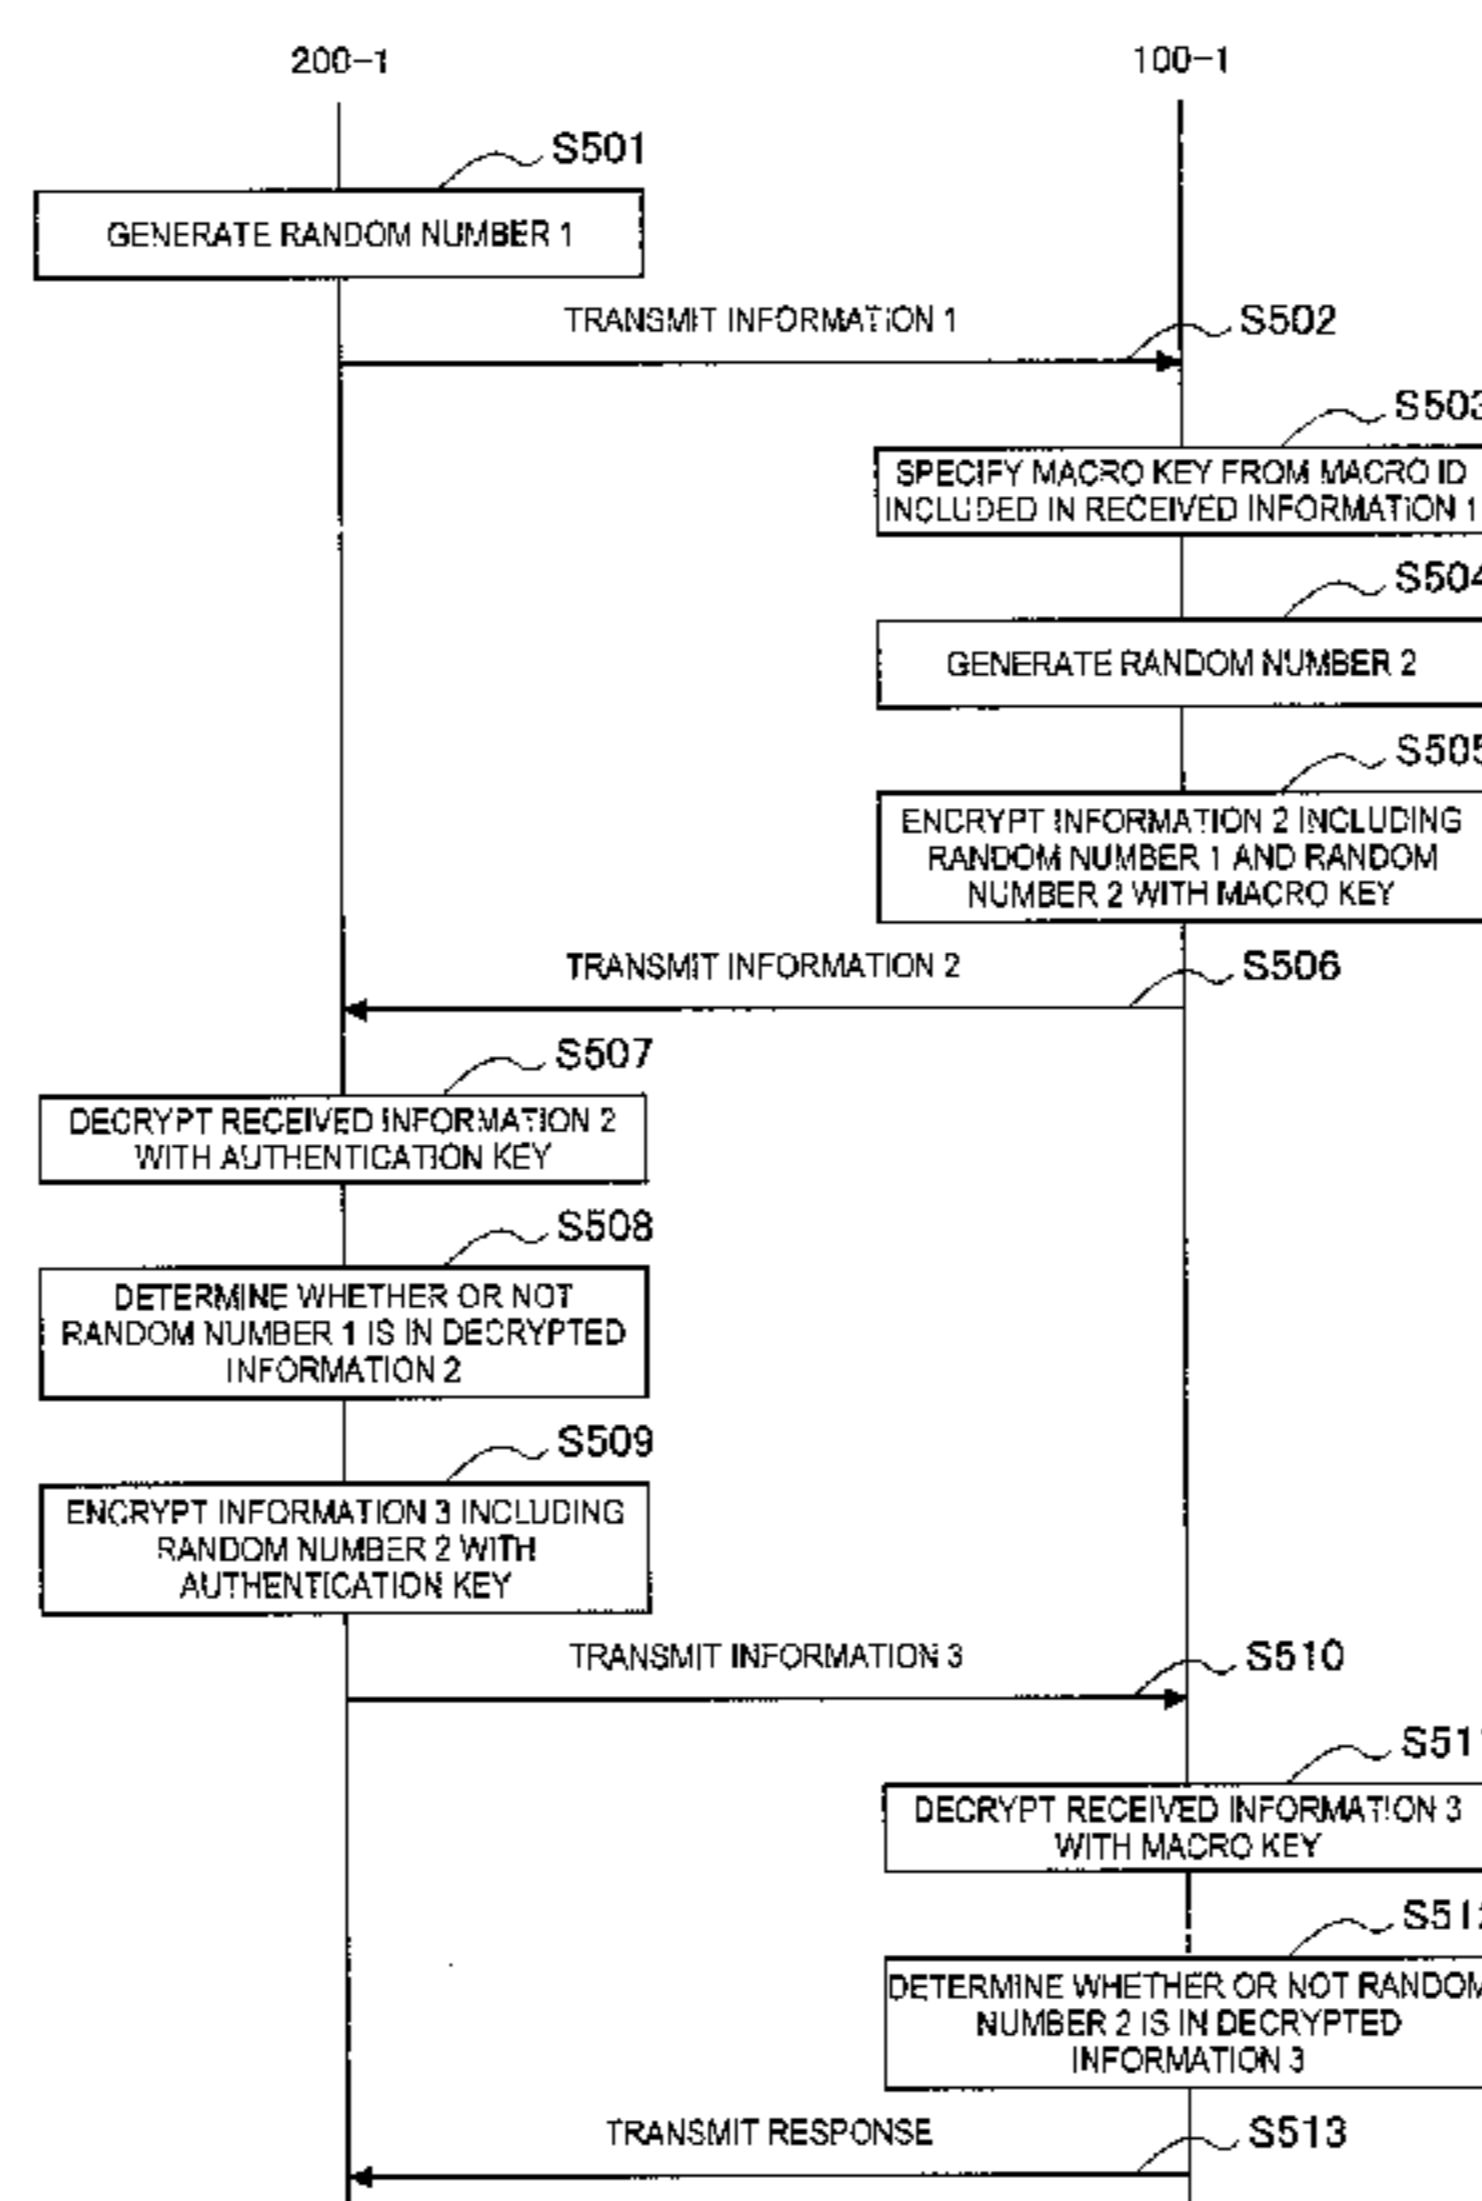 200-1
100-1
S501
GENERATE RANDOM NUMBER 1
TRANSMIT INFORMATION 1
S502
S503
SPECIFY MACRO KEY FROM MACRO ID
INCLUDED IN RECEIVED INFORMATION 1
S504
GENERATE RANDOM NUMBER 2
S505
ENCRYPT INFORMATION 2 INCLUDING
RANDOM NUMBER 1 AND RANDOM
NUMBER 2 WITH MACRO KEY
TRANSMIT INFORMATION 2
S506
S507
DECRYPT RECEIVED INFORMATION 2
WITH AUTHENTICATION KEY
S508
DETERMINE WHETHER OR NOT
RANDOM NUMBER 1 IS IN DECRYPTED
INFORMATION 2
S509
ENCRYPT INFORMATION 3 INCLUDING
RANDOM NUMBER 2 WITH
AUTHENTICATION KEY
TRANSMIT INFORMATION 3
S510
S511
DECRYPT RECEIVED INFORMATION 3
WITH MACRO KEY
S512
DETERMINE WHETHER OR NOT RANDOM
NUMBER 2 IS IN DECRYPTED
INFORMATION 3
TRANSMIT RESPONSE
S513